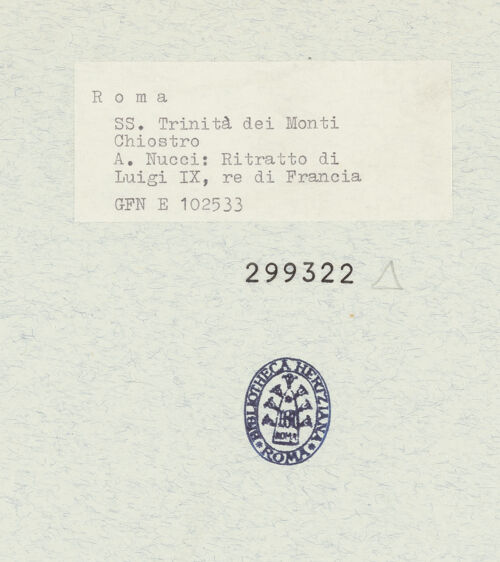 Roma
SS. Trinità dei Monti
Chiostro
A. Nucci: Ritratto di
Luigi IX, re di Francia
GFN E 102533
299322
BIBLIOTHECA HERTZIANA
ROMA